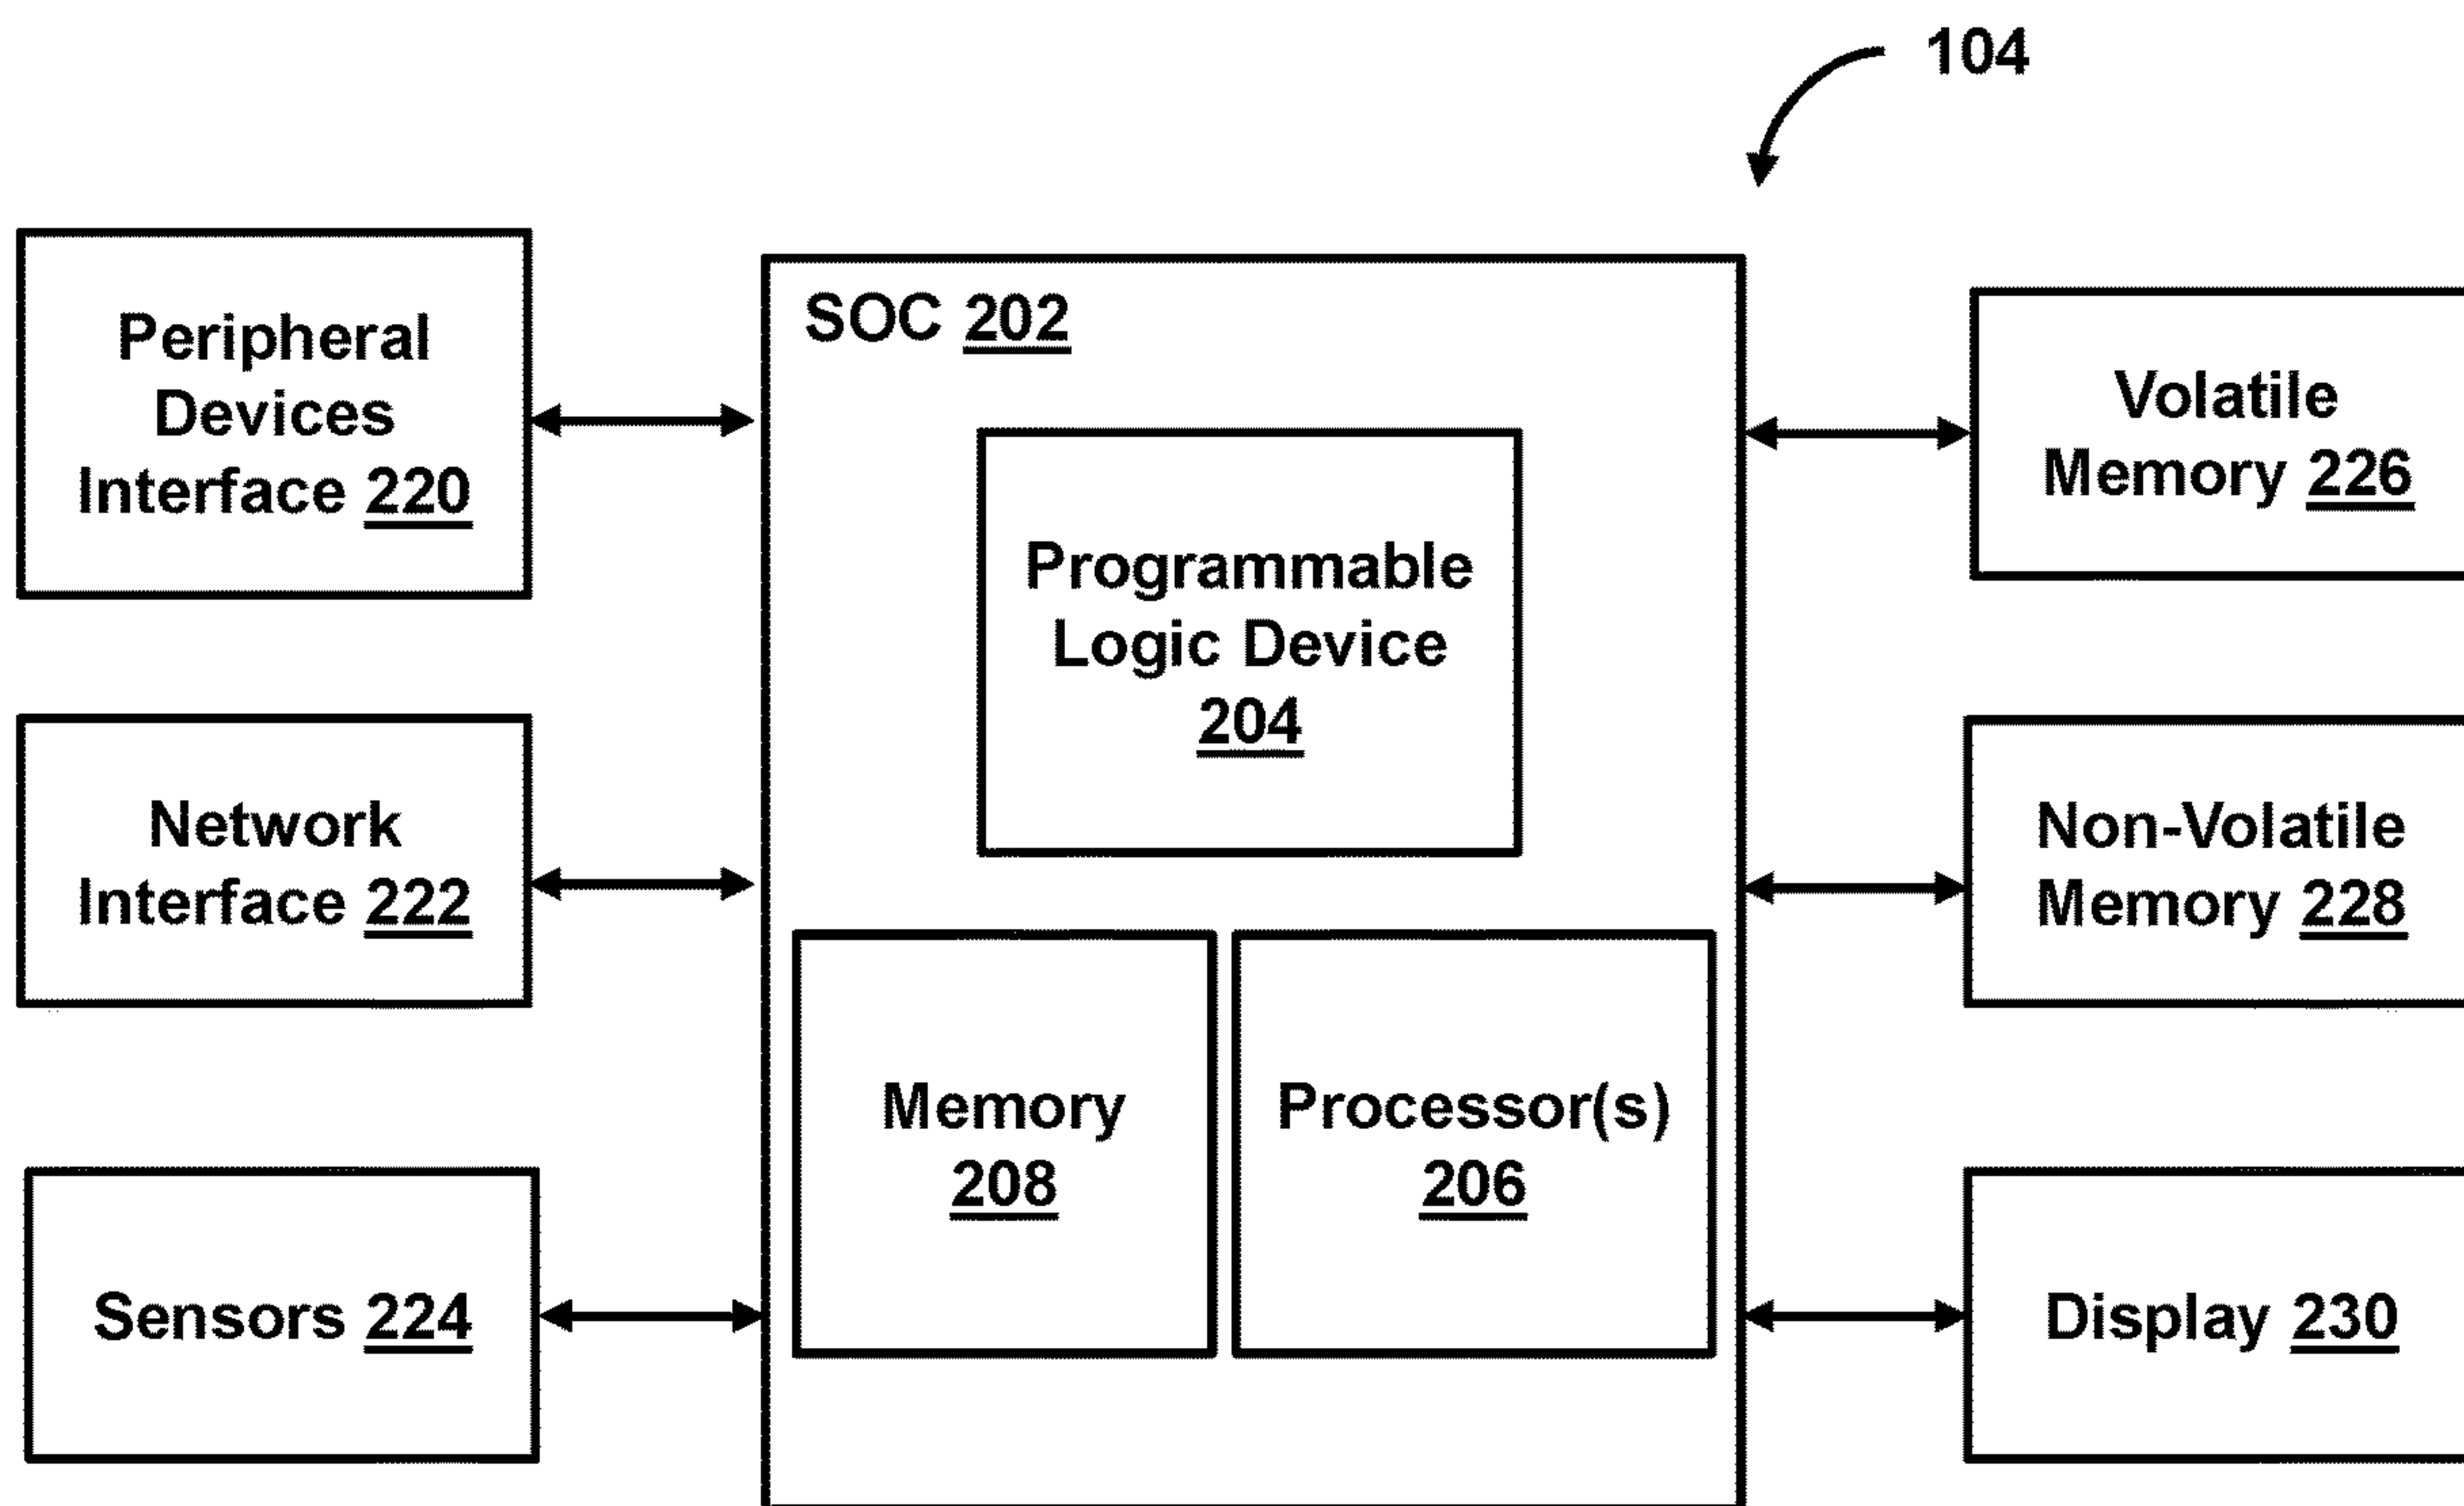 104
Peripheral
Devices
Interface 220
SOC 202
Volatile
Memory 226
Programmable
Logic Device
204
Network
Interface 222
Non-Volatile
Memory 228
Memory
208
Processor(s)
206
Sensors 224
Display 230